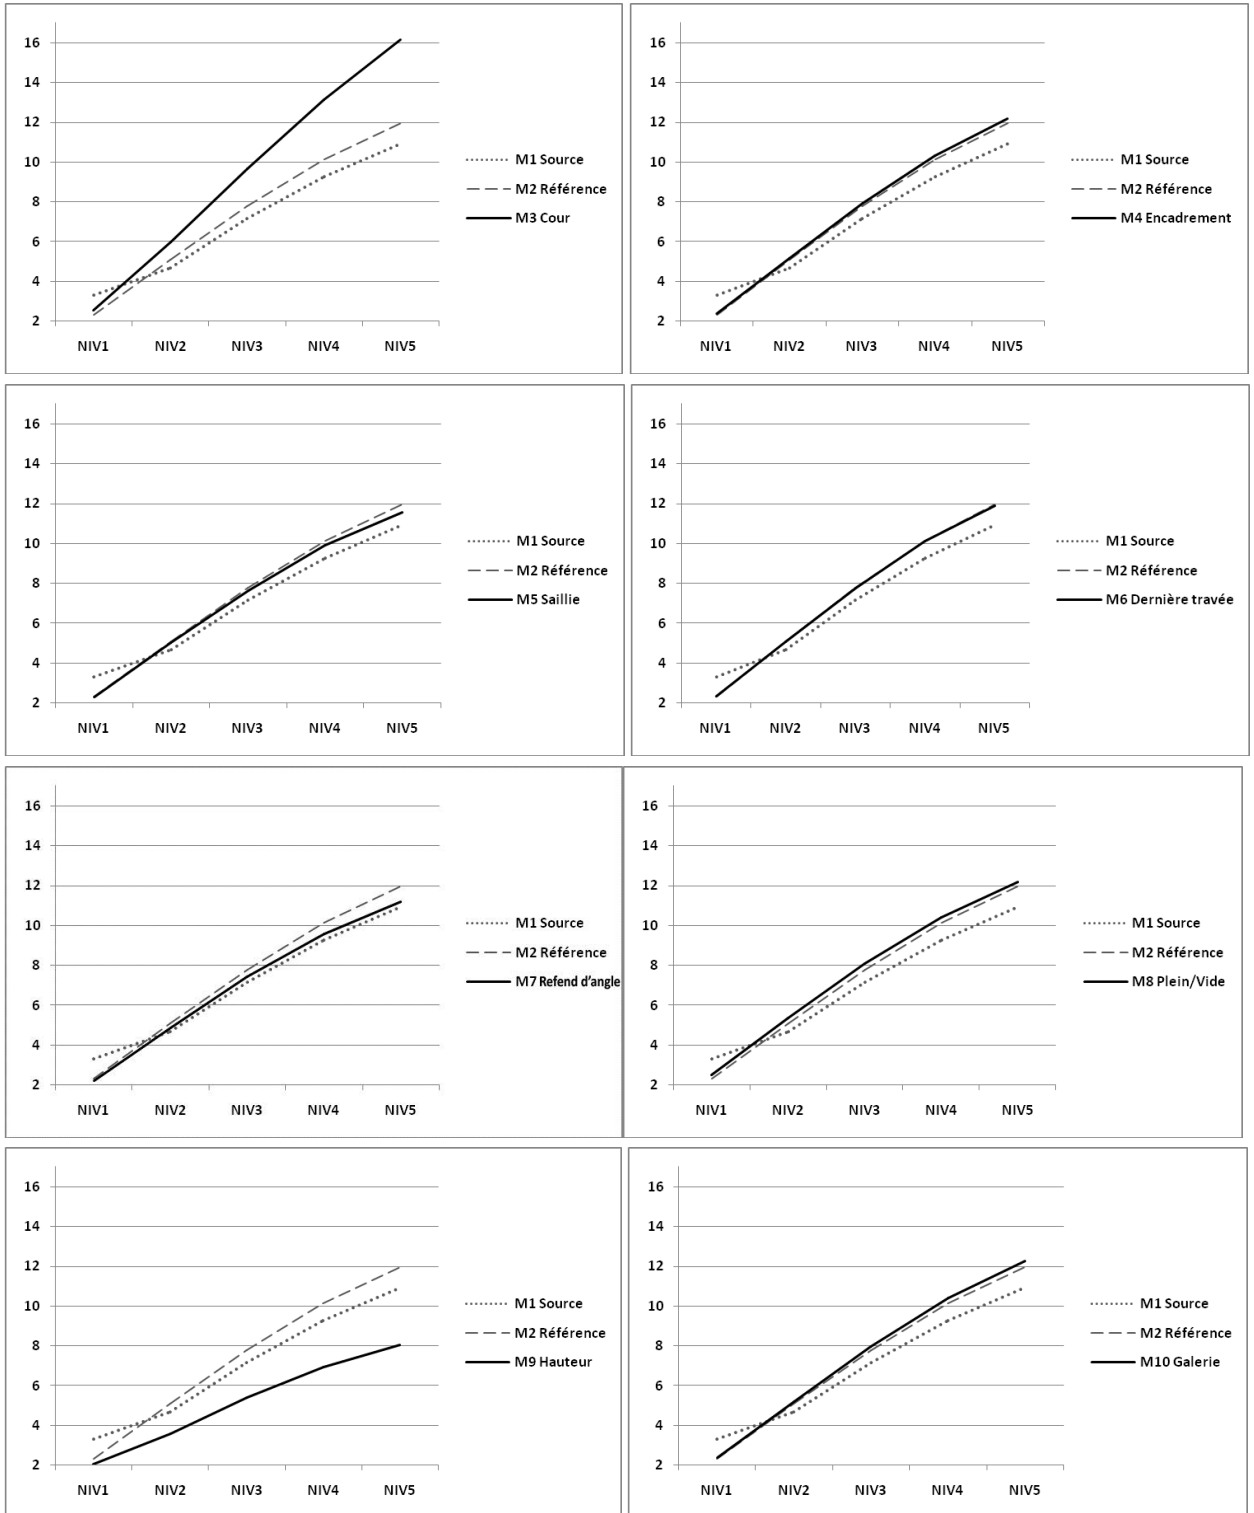 16
14
12
10
8
6
4
2
NIV1 NIV2 NIV3 NIV4 NIV5
M1 Source
M2 Référence
M3 Cour
16
14
12
10
8
6
4
2
NIV1 NIV2 NIV3 NIV4 NIV5
M1 Source
M2 Référence
M4 Encadrement
16
14
12
10
8
6
4
2
NIV1 NIV2 NIV3 NIV4 NIV5
M1 Source
M2 Référence
M5 Saillie
16
14
12
10
8
6
4
2
NIV1 NIV2 NIV3 NIV4 NIV5
M1 Source
M2 Référence
M6 Dernière travée
16
14
12
10
8
6
4
2
NIV1 NIV2 NIV3 NIV4 NIV5
M1 Source
M2 Référence
M7 Refend d'angle
16
14
12
10
8
6
4
2
NIV1 NIV2 NIV3 NIV4 NIV5
M1 Source
M2 Référence
M8 Plein/Vide
16
14
12
10
8
6
4
2
NIV1 NIV2 NIV3 NIV4 NIV5
M1 Source
M2 Référence
M9 Hauteur
16
14
12
10
8
6
4
2
NIV1 NIV2 NIV3 NIV4 NIV5
M1 Source
M2 Référence
M10 Galerie